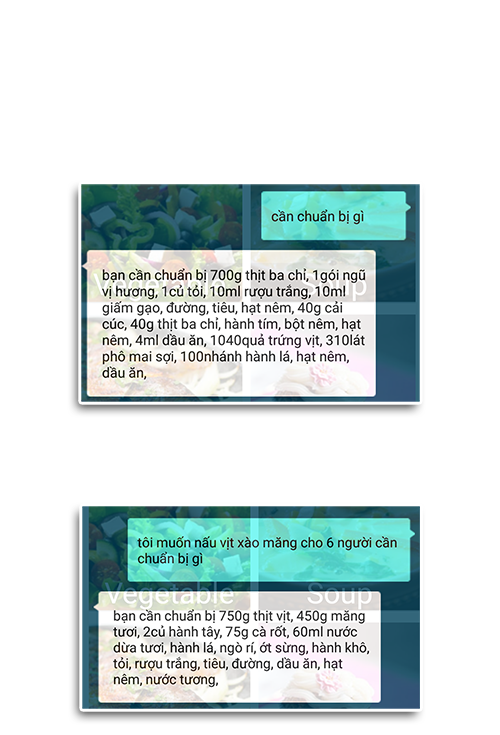 cần chuẩn bị gì
bạn cần chuẩn bị 700g thịt ba chỉ, 1gói ngũ
vị hương, 1củ tỏi, 10ml rượu trắng, 10ml
giấm gạo, đường, tiêu, hạt nêm, 40g cải
cúc, 40g thịt ba chỉ, hành tím, bột nêm, hạt
nêm, 4ml dầu ăn, 1040quả trứng vịt, 310lát
phô mai sợi, 100nhánh hành lá, hạt nêm,
dầu ăn,
Vegetable
Soup
tôi muốn nấu vịt xào măng cho 6 người cần
chuẩn bị gì
Vegetable
Soup
bạn cần chuẩn bị 750g thịt vịt, 450g măng
tươi, 2củ hành tây, 75g cà rốt, 60ml nước
dừa tươi, hành lá, ngò rí, ớt sừng, hành khô,
tỏi, rượu trắng, tiêu, đường, dầu ăn, hạt
nêm, nước tương,